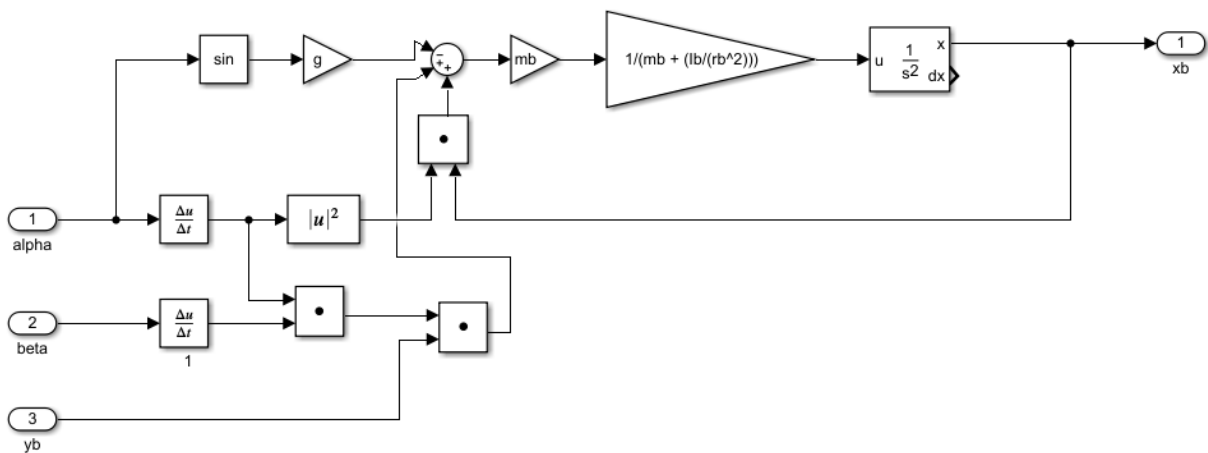 sin
g
mb
1/(mb + (Ib/(rb^2)))
u
1
s2
x
dx
1
xb
1
alpha
Δu
Δt
|u|2
2
beta
Δu
Δt
1
3
yb